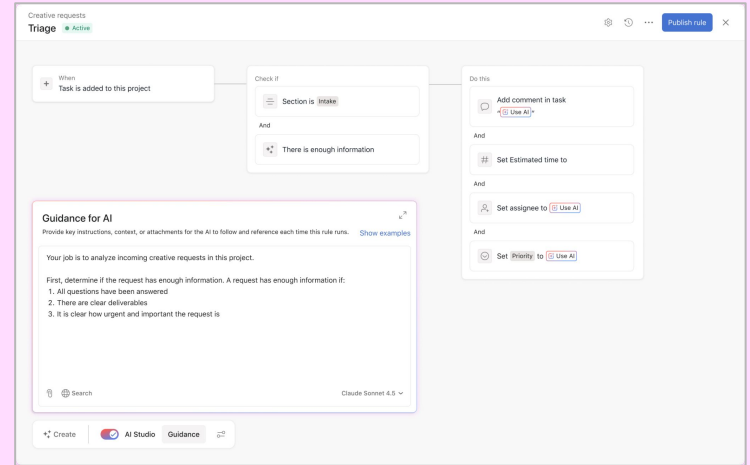 Creative requests
Triage
Active
Publish rule
When
Task is added to this project
Check if
Section is Intake
And
There is enough information
Do this
Add comment in task
"Use AI"
And
Set Estimated time to
And
Set assignee to Use AI
And
Set Priority to Use AI
Guidance for AI
Provide key instructions, context, or attachments for the AI to follow and reference each time this rule runs.
Show examples
Your job is to analyze incoming creative requests in this project.
First, determine if the request has enough information. A request has enough information if:
1. All questions have been answered
2. There are clear deliverables
3. It is clear how urgent and important the request is
Search
Claude Sonnet 4.5
Create
AI Studio
Guidance